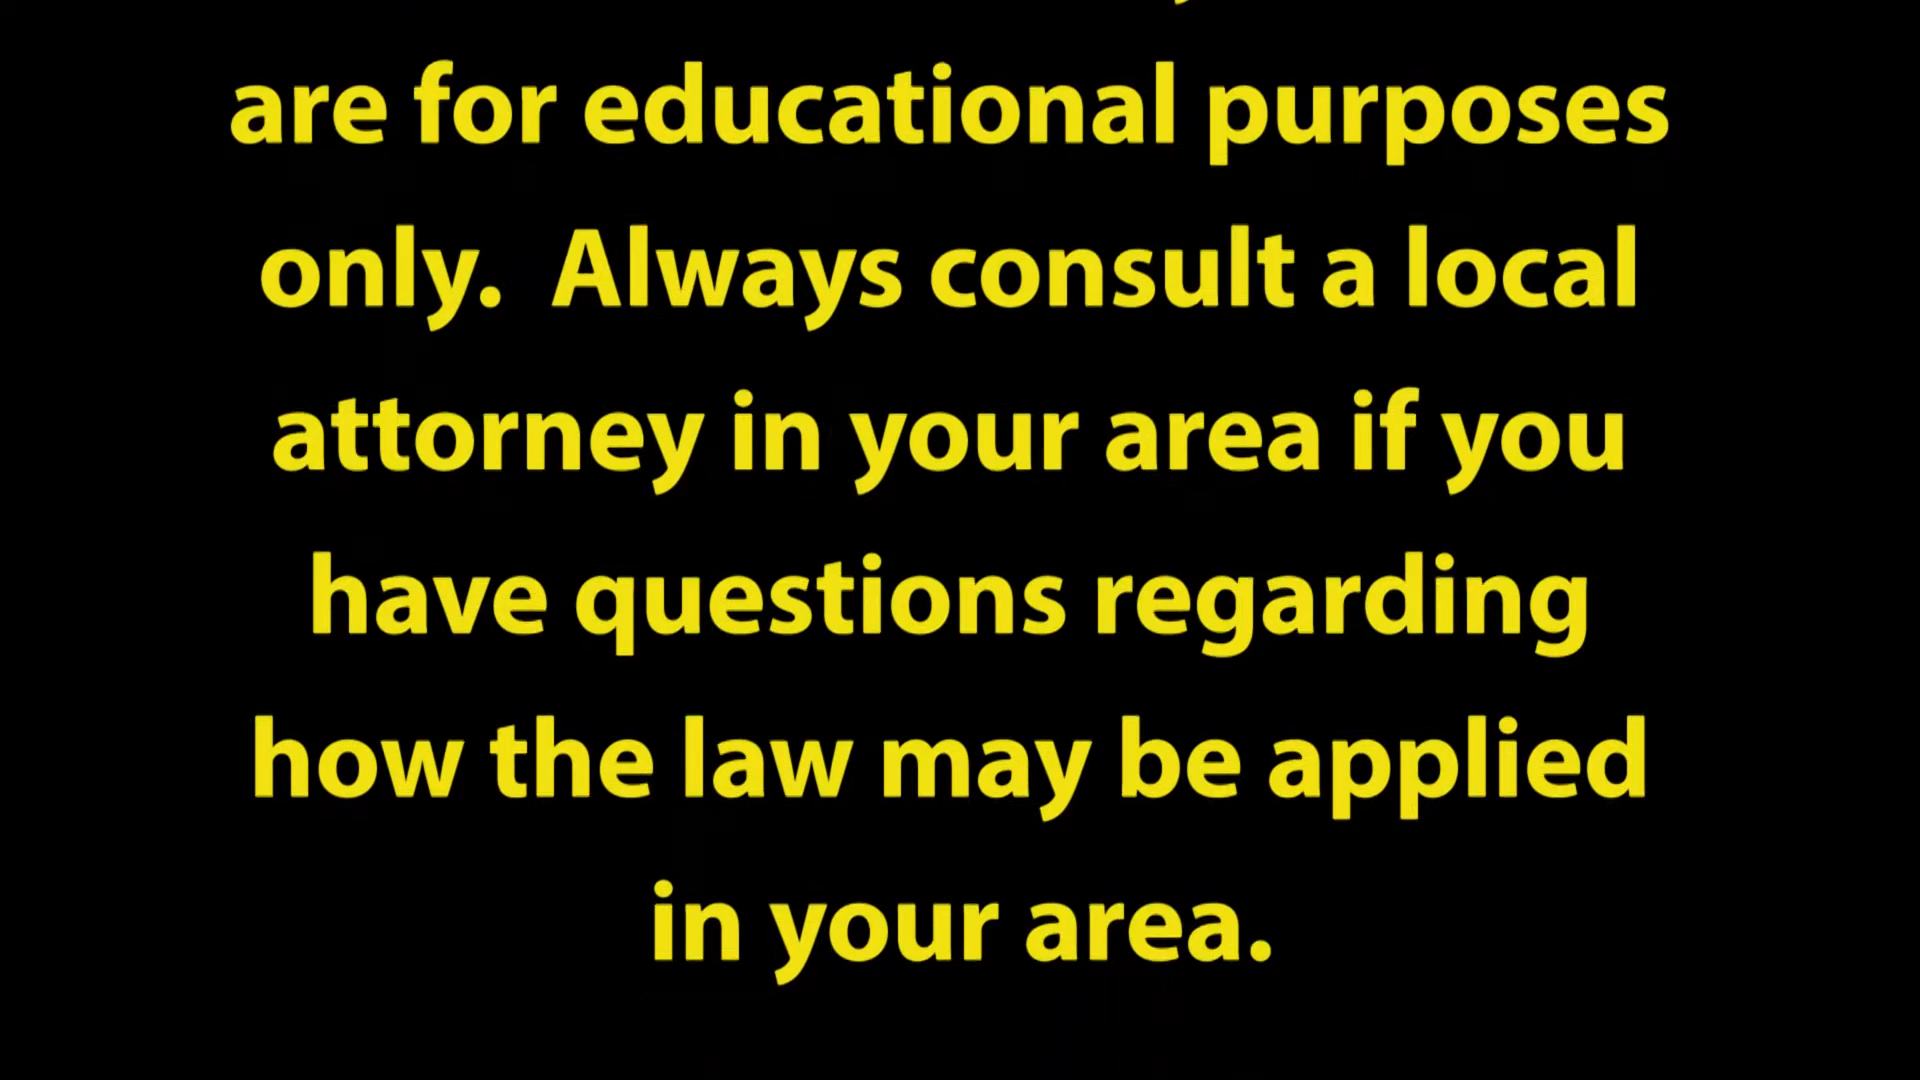 are for educational purposes
only.  Always consult a local
attorney in your area if you
have questions regarding
how the law may be applied
in your area.